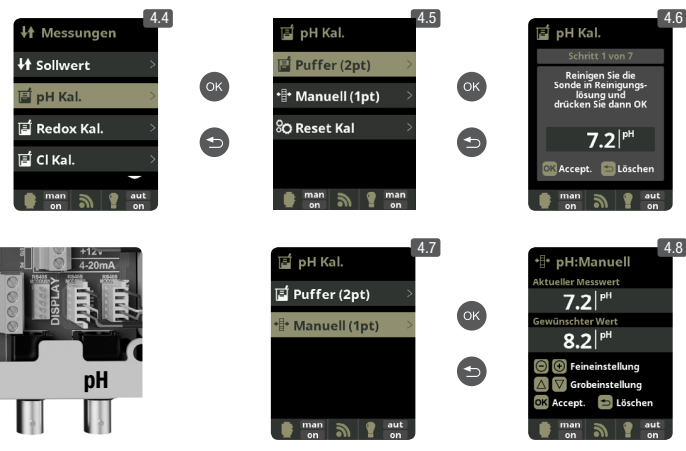 4.4
Messungen
Sollwert
pH Kal.
Redox Kal.
Cl Kal.
man on
aut on
OK
4.5
pH Kal.
Puffer (2pt)
Manuell (1pt)
Reset Kal
man on
man on
OK
4.6
pH Kal.
Schritt 1 von 7
Reinigen Sie die
Sonde in Reinigungs-
lösung und
drücken Sie dann OK
7.2 pH
OK Accept. Löschen
man on
aut on
+12v
4-20mA
RS485
DISPLAY
pH
4.7
pH Kal.
Puffer (2pt)
Manuell (1pt)
man on
aut on
OK
4.8
pH:Manuell
Aktueller Messwert
7.2 pH
Gewünschter Wert
8.2 pH
Feineinstellung
Grobeinstellung
OK Accept. Löschen
man on
aut on